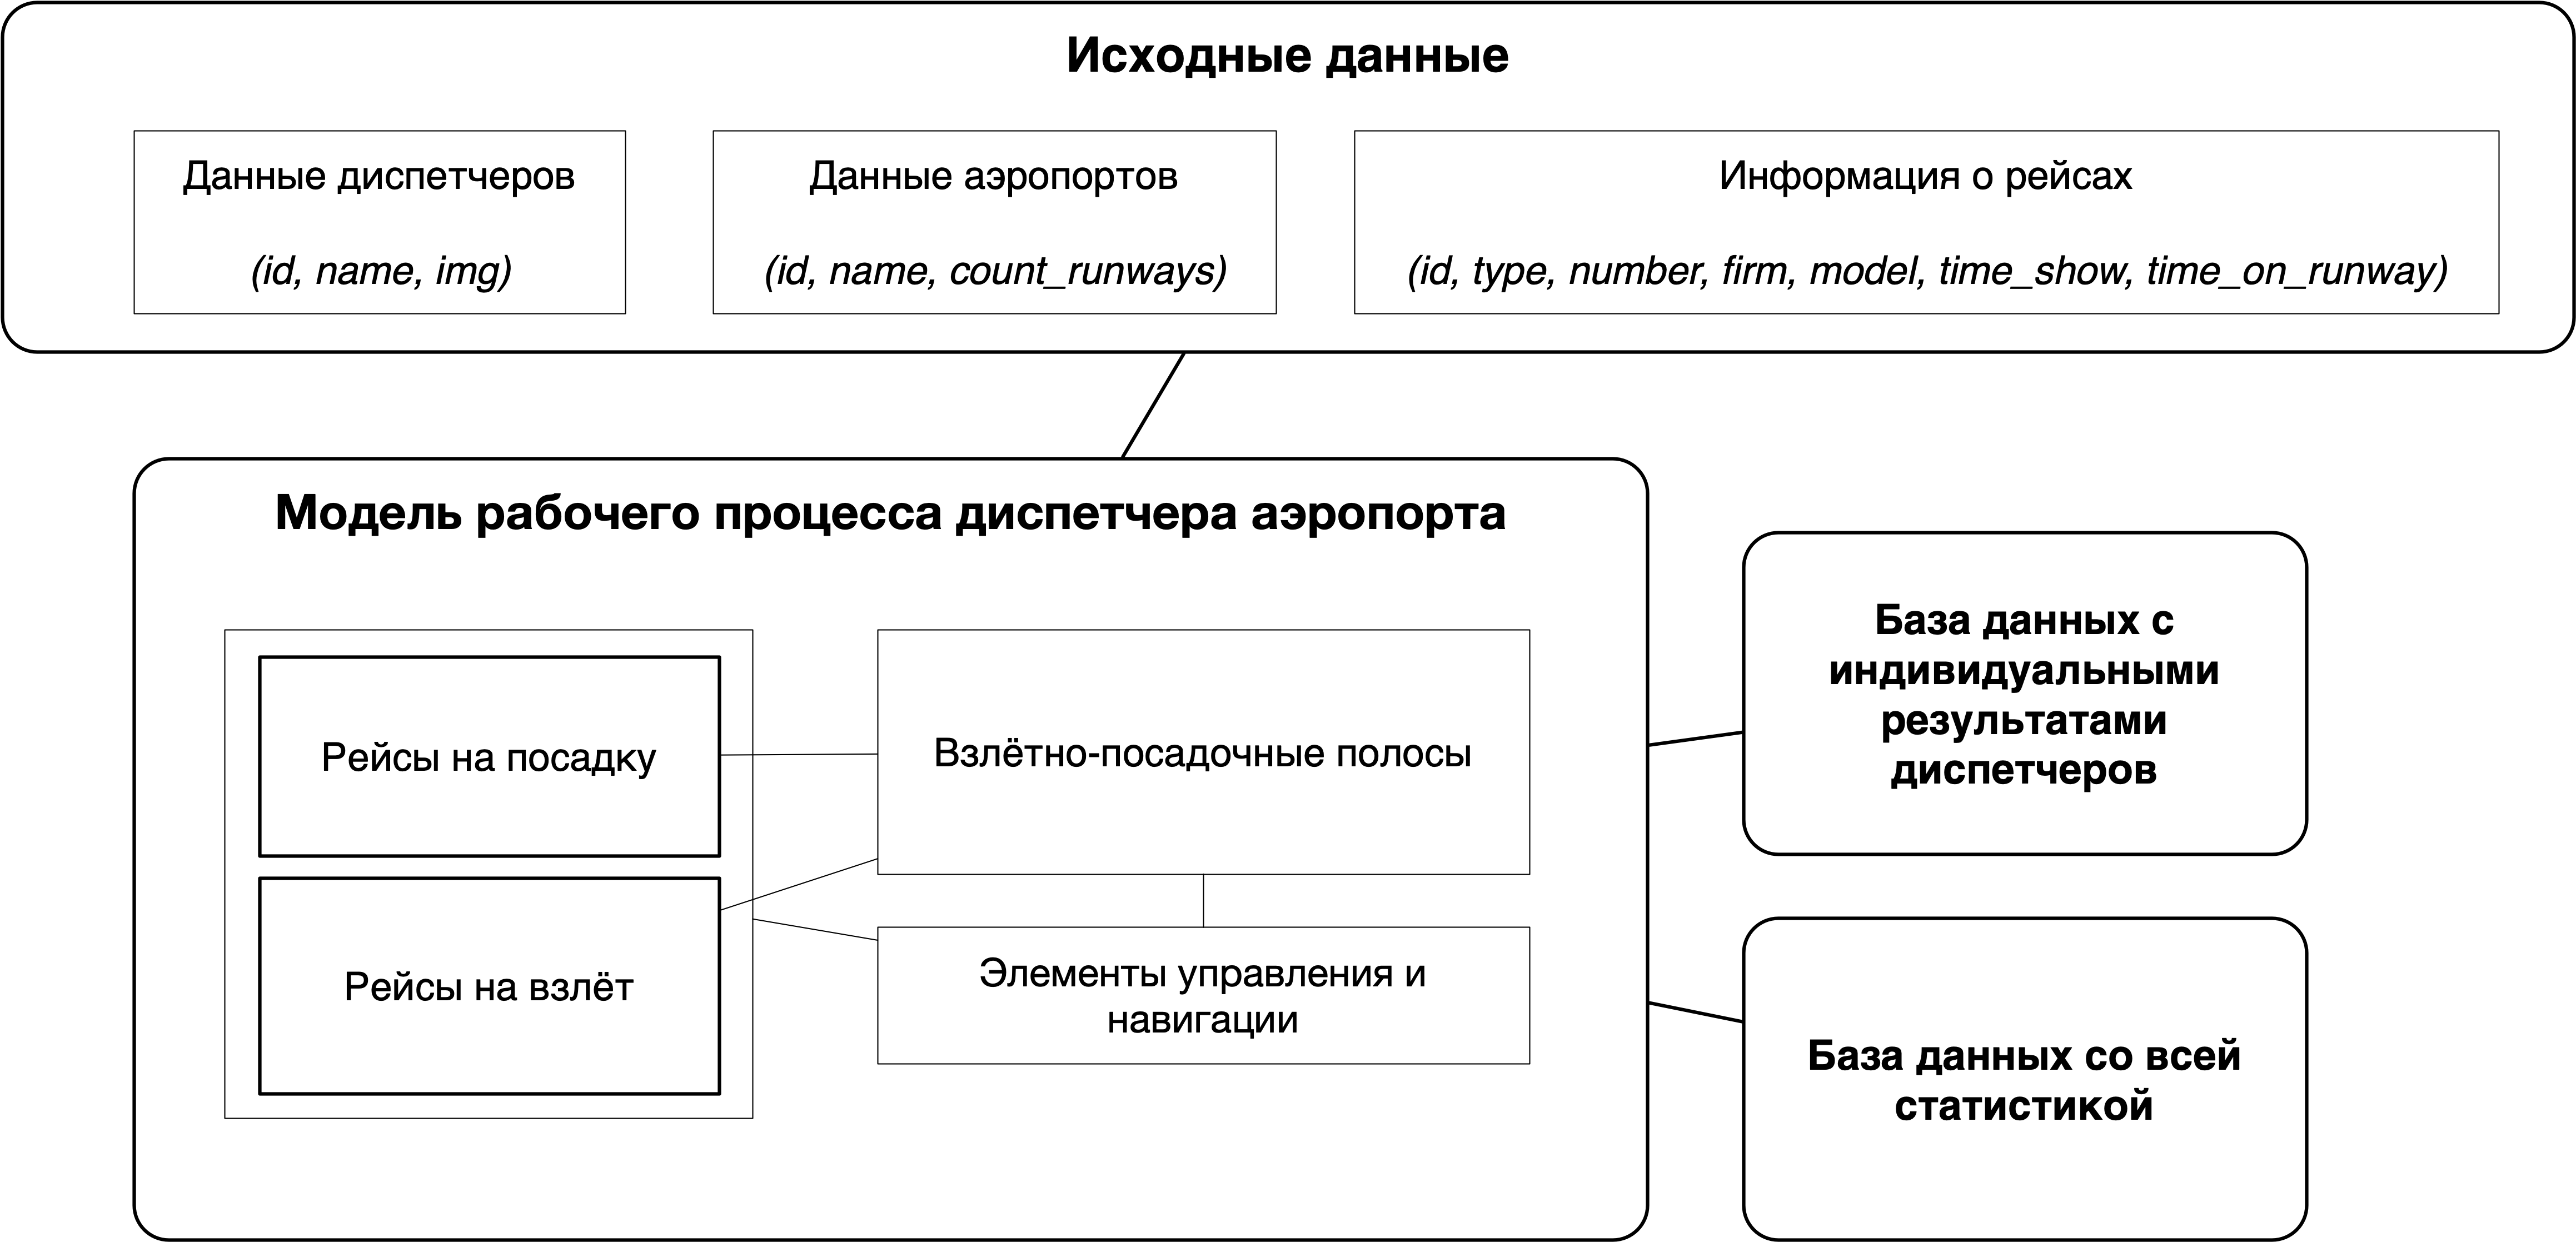 Исходные данные
Данные диспетчеров
(id, name, img)
Данные аэропортов
(id, name, count_runways)
Информация о рейсах
(id, type, number, firm, model, time_show, time_on_runway)
Модель рабочего процесса диспетчера аэропорта
Рейсы на посадку
Рейсы на взлёт
Взлётно-посадочные полосы
Элементы управления и
навигации
База данных с
индивидуальными
результатами
диспетчеров
База данных со всей
статистикой